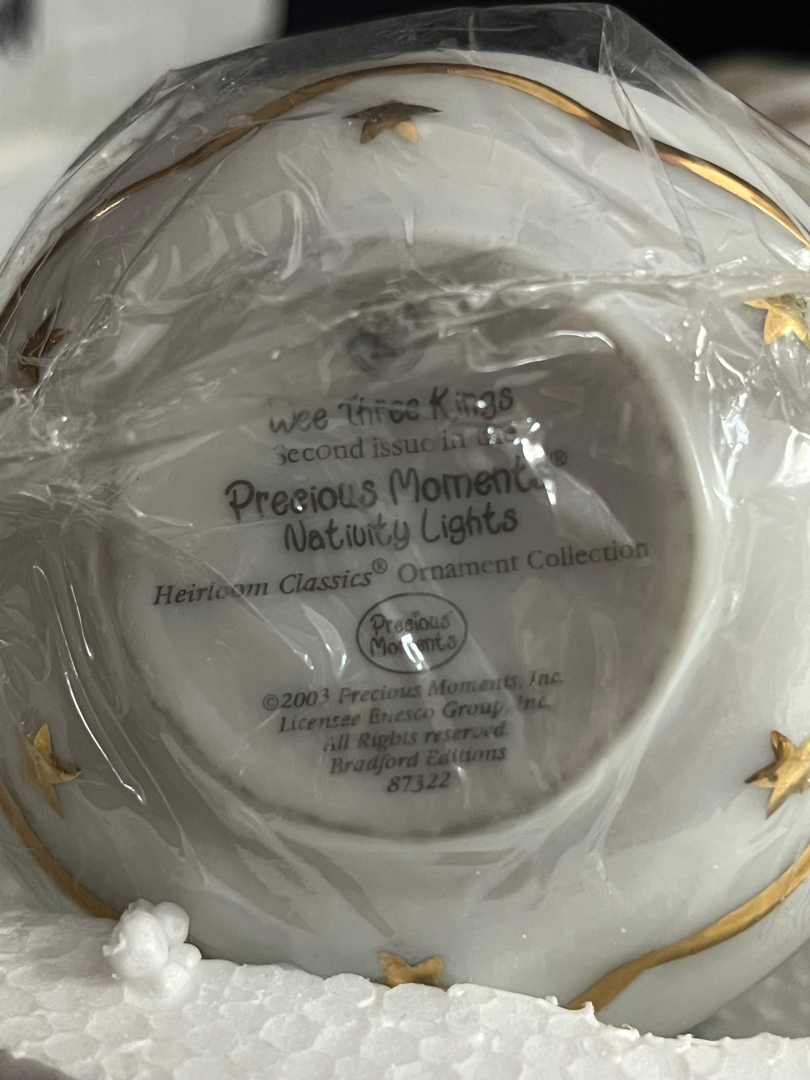 Wee Three Kings
Second issue in the
Precious Moments®
Nativity Lights
Heirloom Classics® Ornament Collection
Precious
Moments
©2003 Precious Moments, Inc.
Licensee Enesco Group, Inc.
All Rights reserved.
Bradford Editions
87322